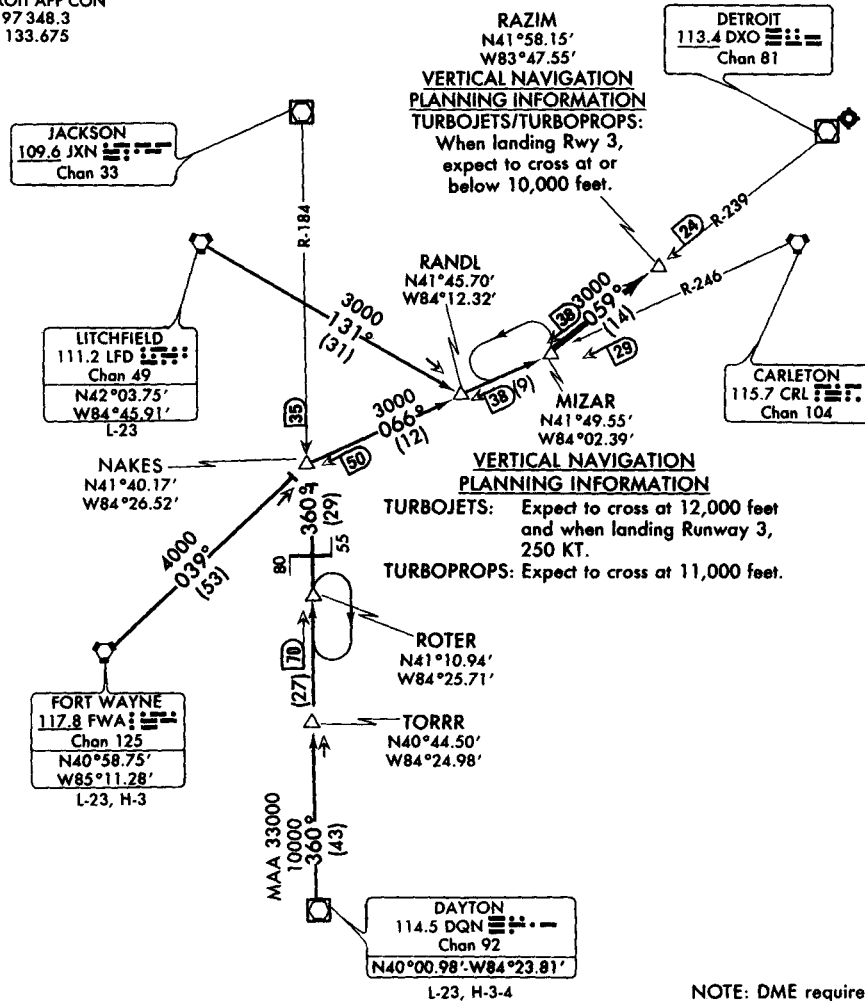 ROIT APP CON
97 348.3
133.675
RAZIM
N41°58.15'
W83°47.55'
VERTICAL NAVIGATION
PLANNING INFORMATION
TURBOJETS/TURBOPROPS:
When landing Rwy 3,
expect to cross at or
below 10,000 feet.
DETROIT
113.4 DXO
Chan 81
JACKSON
109.6 JXN
Chan 33
R-184
R-239
24
RANDL
N41°45.70'
W84°12.32'
3000
131°
(31)
3000
059°
(14)
R-246
38
29
LITCHFIELD
111.2 LFD
Chan 49
N42°03.75'
W84°45.91'
L-23
CARLETON
115.7 CRL
Chan 104
35
3000
066°
(12)
38
(9)
50
MIZAR
N41°49.55'
W84°02.39'
VERTICAL NAVIGATION
PLANNING INFORMATION
TURBOJETS: Expect to cross at 12,000 feet
and when landing Runway 3,
250 KT.
TURBOPROPS: Expect to cross at 11,000 feet.
NAKES
N41°40.17'
W84°26.52'
4000
039°
(53)
360°
(29)
80
55
ROTER
N41°10.94'
W84°25.71'
70
(27)
FORT WAYNE
117.8 FWA
Chan 125
N40°58.75'
W85°11.28'
L-23, H-3
TORRR
N40°44.50'
W84°24.98'
MAA 33000
10000
360°
(43)
DAYTON
114.5 DQN
Chan 92
N40°00.98'-W84°23.81'
L-23, H-3-4
NOTE: DME require